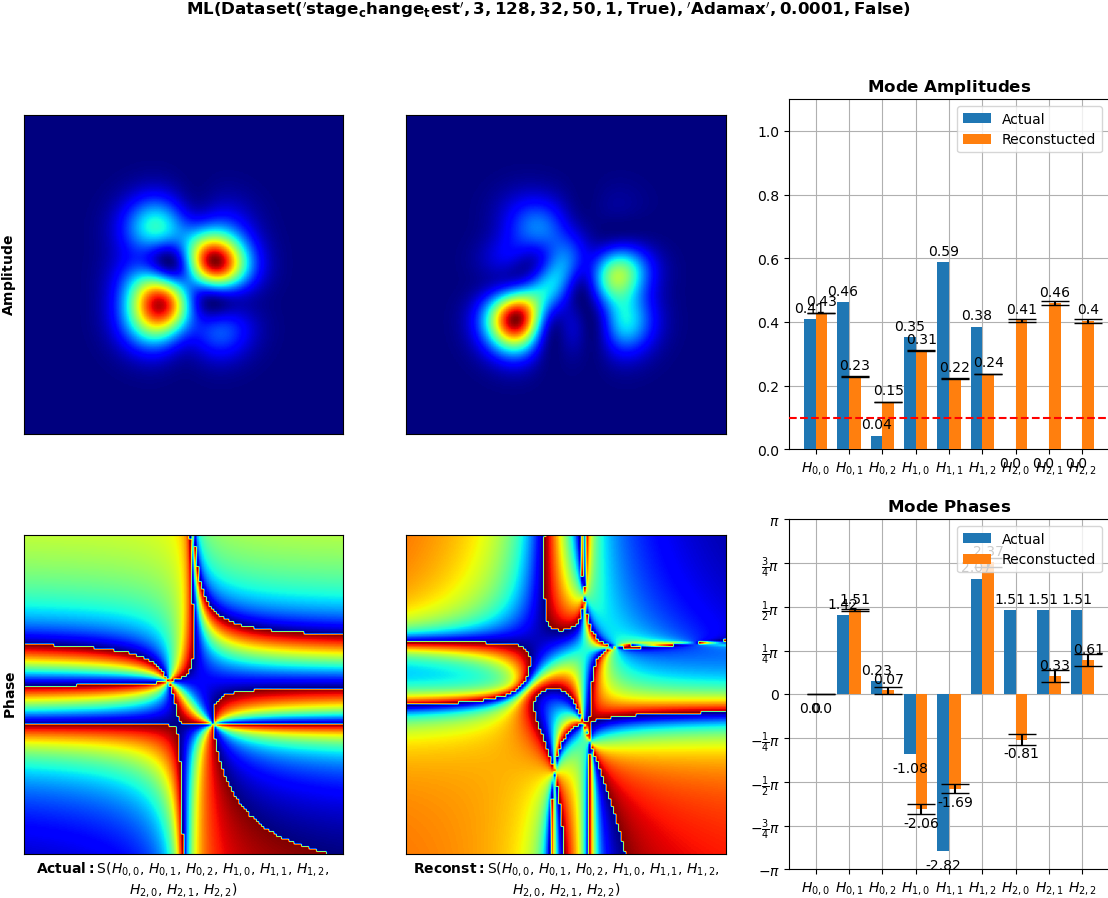 ML(Dataset('stage_change_test', 3, 128, 32, 50, 1, True), 'Adamax', 0.0001, False)
Amplitude
Mode Amplitudes
Actual
Reconstucted
1.0
0.8
0.6
0.4
0.2
0.0
0.41
0.43
0.46
0.23
0.04
0.15
0.35
0.31
0.59
0.22
0.38
0.24
0.0
0.41
0.0
0.46
0.0
0.4
H0,0 H0,1 H0,2 H1,0 H1,1 H1,2 H2,0 H2,1 H2,2
Phase
Mode Phases
Actual
Reconstucted
π
3/4π
1/2π
1/4π
0
−1/4π
−1/2π
−3/4π
−π
0.0
0.0
1.42
1.51
0.23
0.07
-1.08
-2.06
-2.82
-1.69
2.37
1.51
-0.81
1.51
0.33
1.51
0.61
H0,0 H0,1 H0,2 H1,0 H1,1 H1,2 H2,0 H2,1 H2,2
Actual: S(H0,0, H0,1, H0,2, H1,0, H1,1, H1,2,
H2,0, H2,1, H2,2)
Reconst: S(H0,0, H0,1, H0,2, H1,0, H1,1, H1,2,
H2,0, H2,1, H2,2)